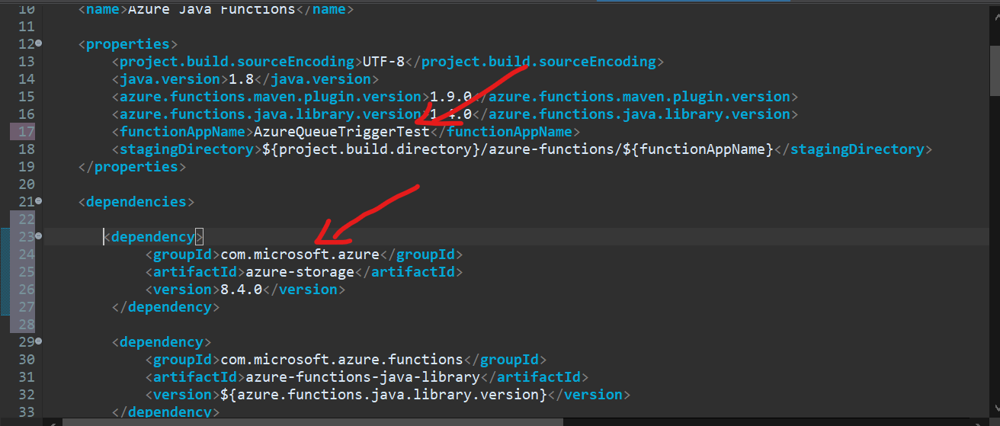 10 <name>Azure Java Functions</name>
11
12 <properties>
13 <project.build.sourceEncoding>UTF-8</project.build.sourceEncoding>
14 <java.version>1.8</java.version>
15 <azure.functions.maven.plugin.version>1.9.0</azure.functions.maven.plugin.version>
16 <azure.functions.java.library.version>1.4.0</azure.functions.java.library.version>
17 <functionAppName>AzureQueueTriggerTest</functionAppName>
18 <stagingDirectory>${project.build.directory}/azure-functions/${functionAppName}</stagingDirectory>
19 </properties>
20
21 <dependencies>
22
23 <dependency>
24 <groupId>com.microsoft.azure</groupId>
25 <artifactId>azure-storage</artifactId>
26 <version>8.4.0</version>
27 </dependency>
28
29 <dependency>
30 <groupId>com.microsoft.azure.functions</groupId>
31 <artifactId>azure-functions-java-library</artifactId>
32 <version>${azure.functions.java.library.version}</version>
33 </dependency>